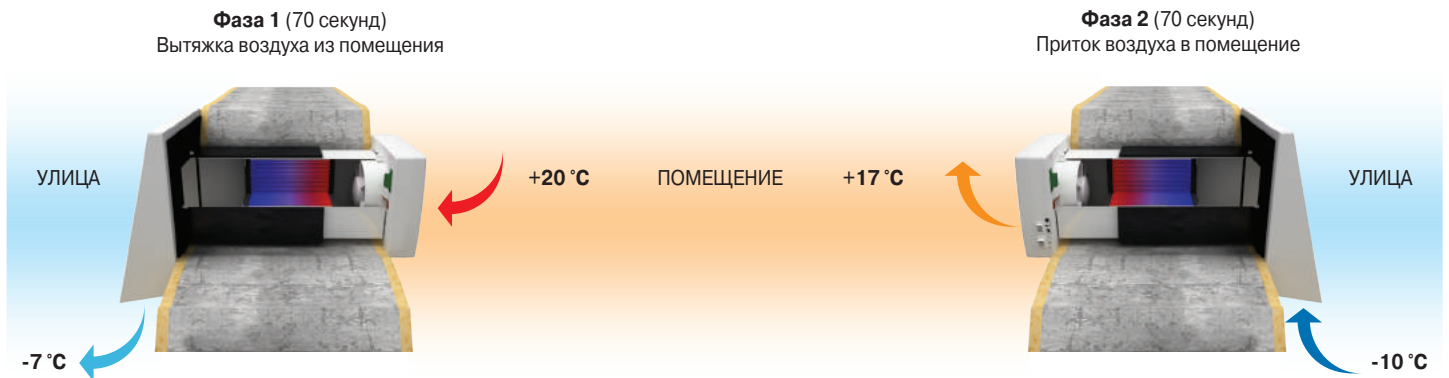 Фаза 1 (70 секунд)
Вытяжка воздуха из помещения
Фаза 2 (70 секунд)
Приток воздуха в помещение
УЛИЦА
+20 °C
ПОМЕЩЕНИЕ
+17 °C
УЛИЦА
-7 °C
-10 °C